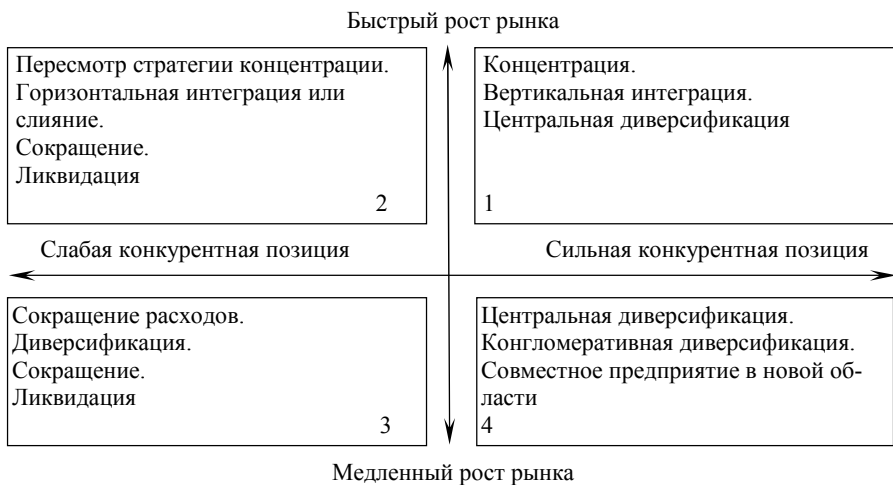 Быстрый рост рынка
Пересмотр стратегии концентрации.
Горизонтальная интеграция или
слияние.
Сокращение.
Ликвидация
2
Концентрация.
Вертикальная интеграция.
Центральная диверсификация
1
Слабая конкурентная позиция
Сильная конкурентная позиция
Сокращение расходов.
Диверсификация.
Сокращение.
Ликвидация
3
Центральная диверсификация.
Конгломеративная диверсификация.
Совместное предприятие в новой об-
ласти
4
Медленный рост рынка